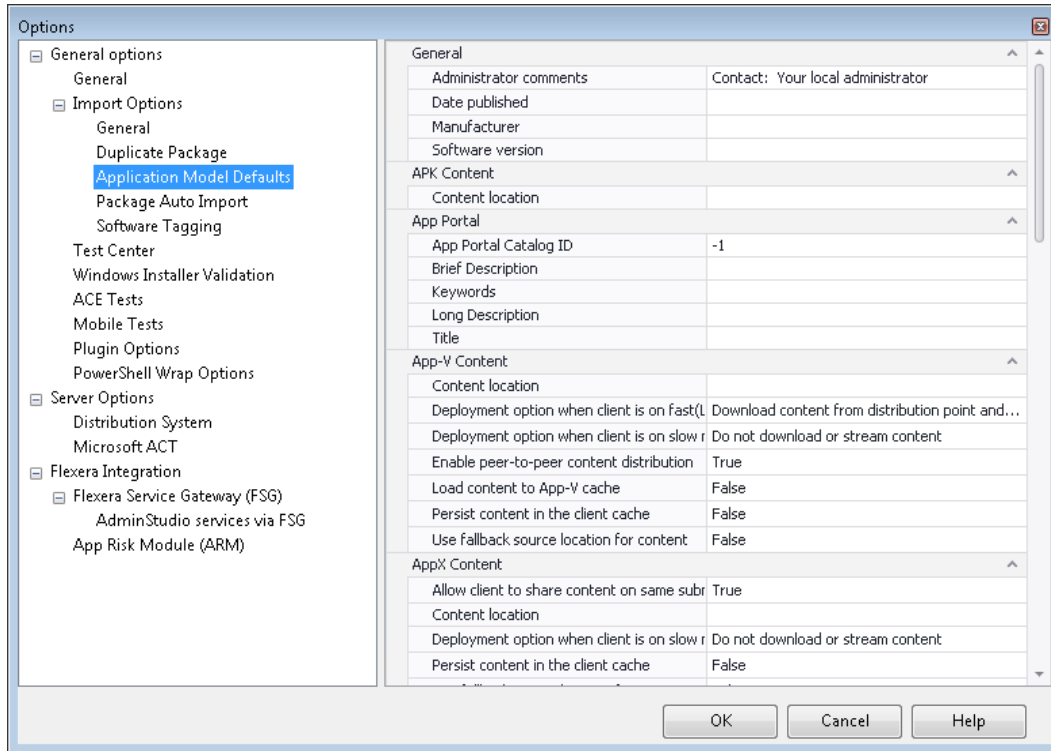 Options
General options
General
Import Options
General
Duplicate Package
Application Model Defaults
Package Auto Import
Software Tagging
Test Center
Windows Installer Validation
ACE Tests
Mobile Tests
Plugin Options
PowerShell Wrap Options
Server Options
Distribution System
Microsoft ACT
Flexera Integration
Flexera Service Gateway (FSG)
AdminStudio services via FSG
App Risk Module (ARM)
General
Administrator comments Contact: Your local administrator
Date published
Manufacturer
Software version
APK Content
Content location
App Portal
App Portal Catalog ID -1
Brief Description
Keywords
Long Description
Title
App-V Content
Content location
Deployment option when client is on fast(L Download content from distribution point and...
Deployment option when client is on slow r Do not download or stream content
Enable peer-to-peer content distribution True
Load content to App-V cache False
Persist content in the client cache False
Use fallback source location for content False
AppX Content
Allow client to share content on same subr True
Content location
Deployment option when client is on slow r Do not download or stream content
Persist content in the client cache False
OK Cancel Help